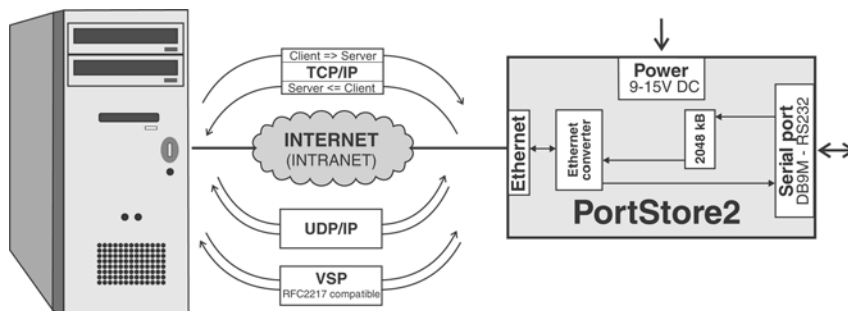 Client => Server
TCP/IP
Server <= Client
INTERNET
(INTRANET)
UDP/IP
VSP
RFC2217 compatible
Power
9-15V DC
Ethernet
Ethernet
converter
2048 kB
Serial port
DB9M - RS232
PortStore2